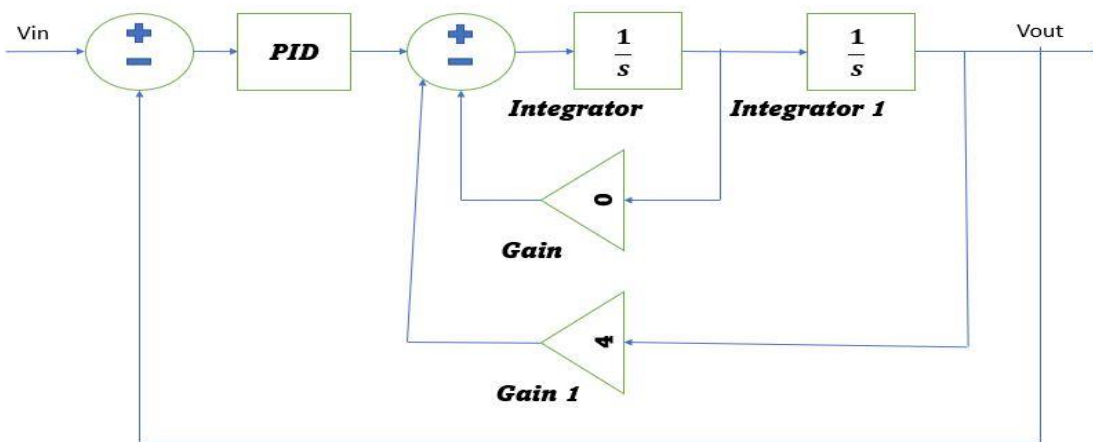 Vin
+
−
PID
+
−
1
s
Integrator
1
s
Integrator 1
Vout
0
Gain
4
Gain 1